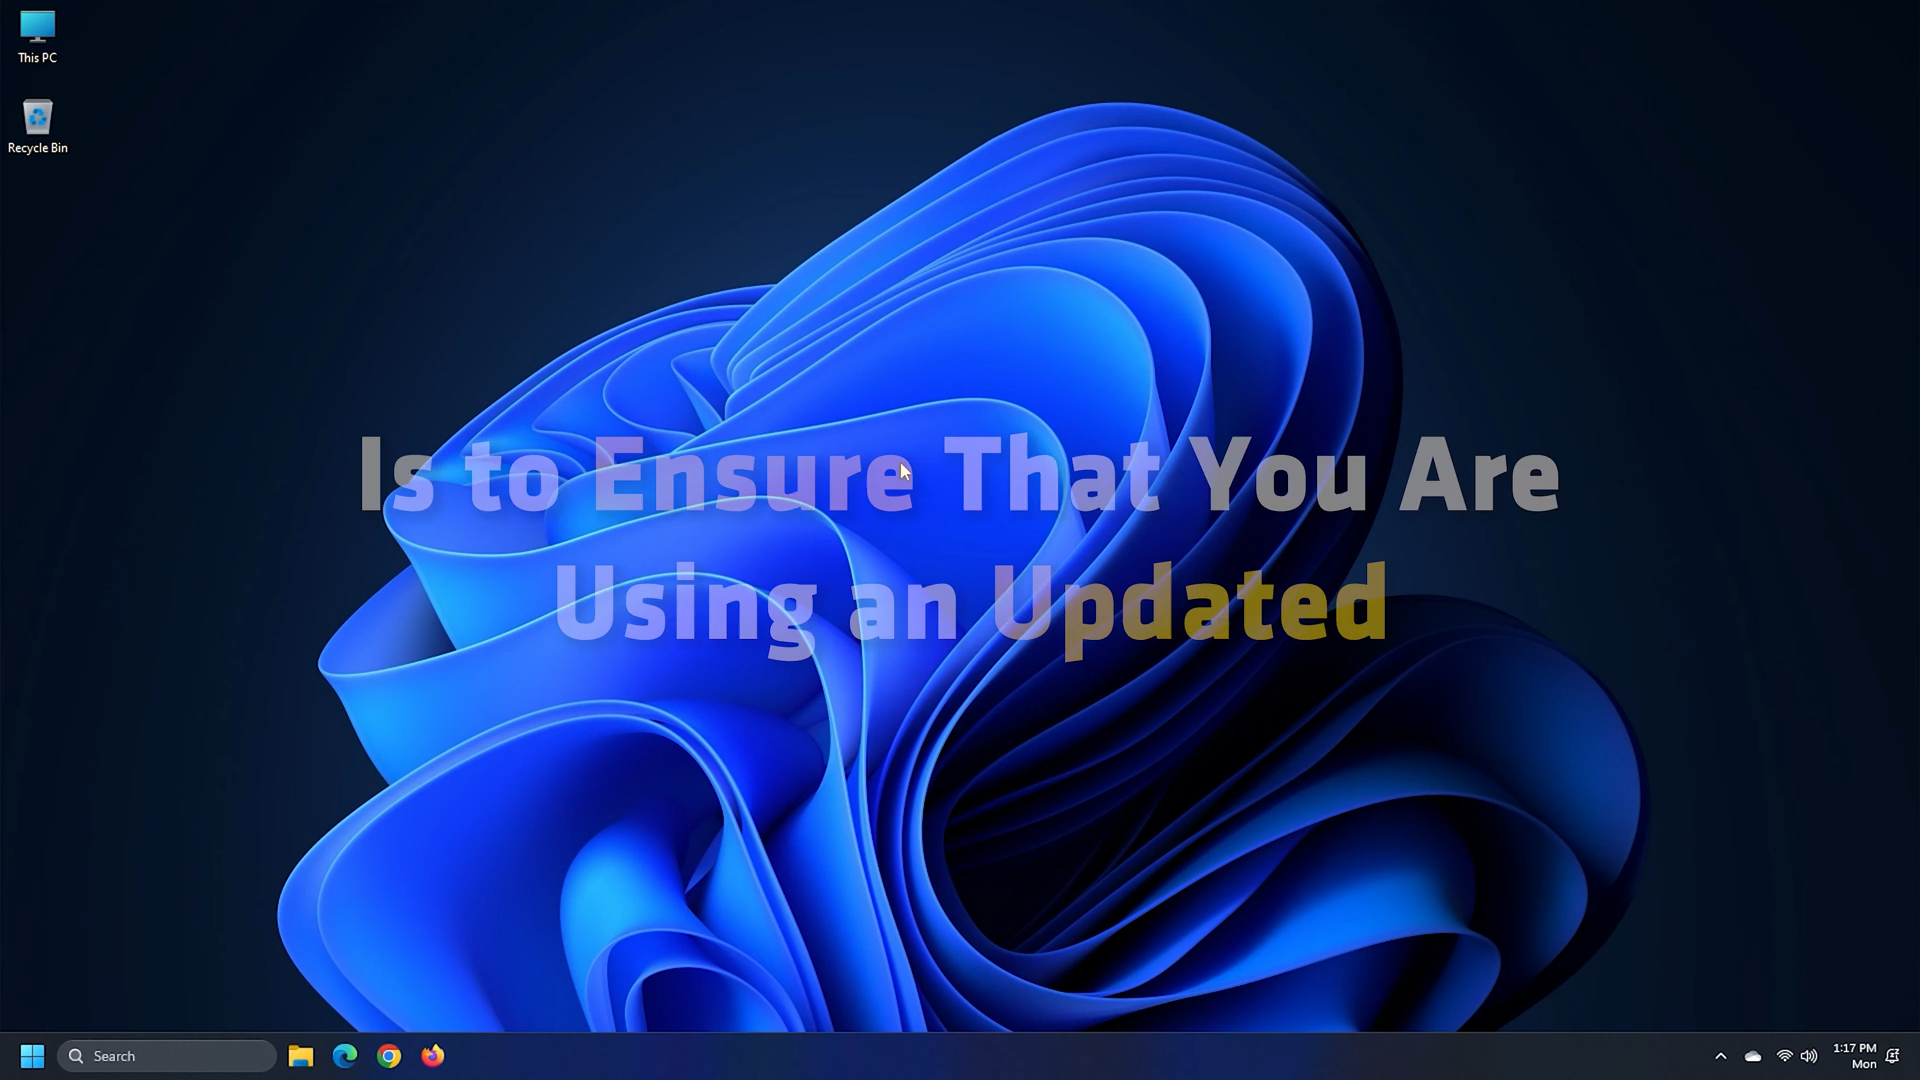 This PC
Recycle Bin
Is to Ensure That You Are
Using an Updated
Search
1:17 PM
Mon